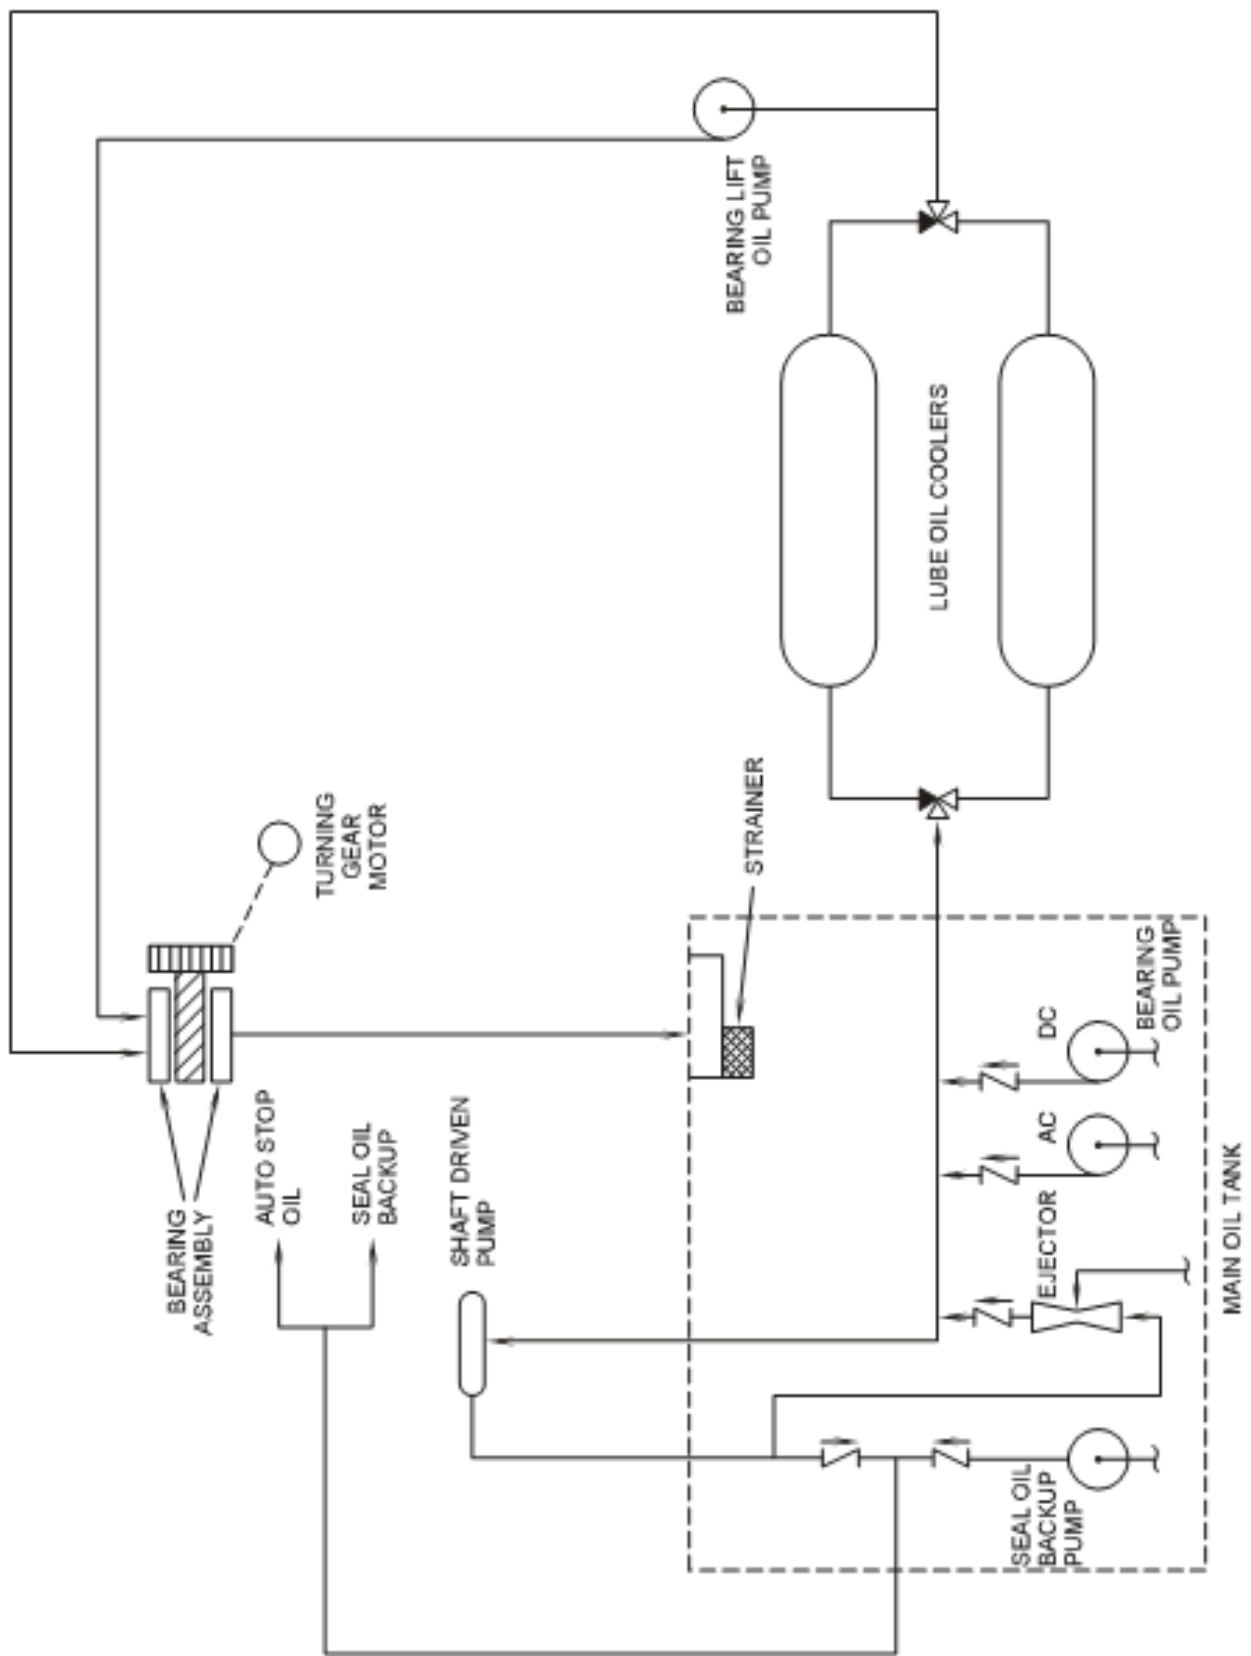 BEARING
ASSEMBLY
AUTO STOP
OIL
SEAL OIL
BACKUP
TURNING
GEAR
MOTOR
SHAFT DRIVEN
PUMP
STRAINER
BEARING LIFT
OIL PUMP
LUBE OIL COOLERS
SEAL OIL
BACKUP
PUMP
EJECTOR
AC
DC
BEARING
OIL PUMP
MAIN OIL TANK